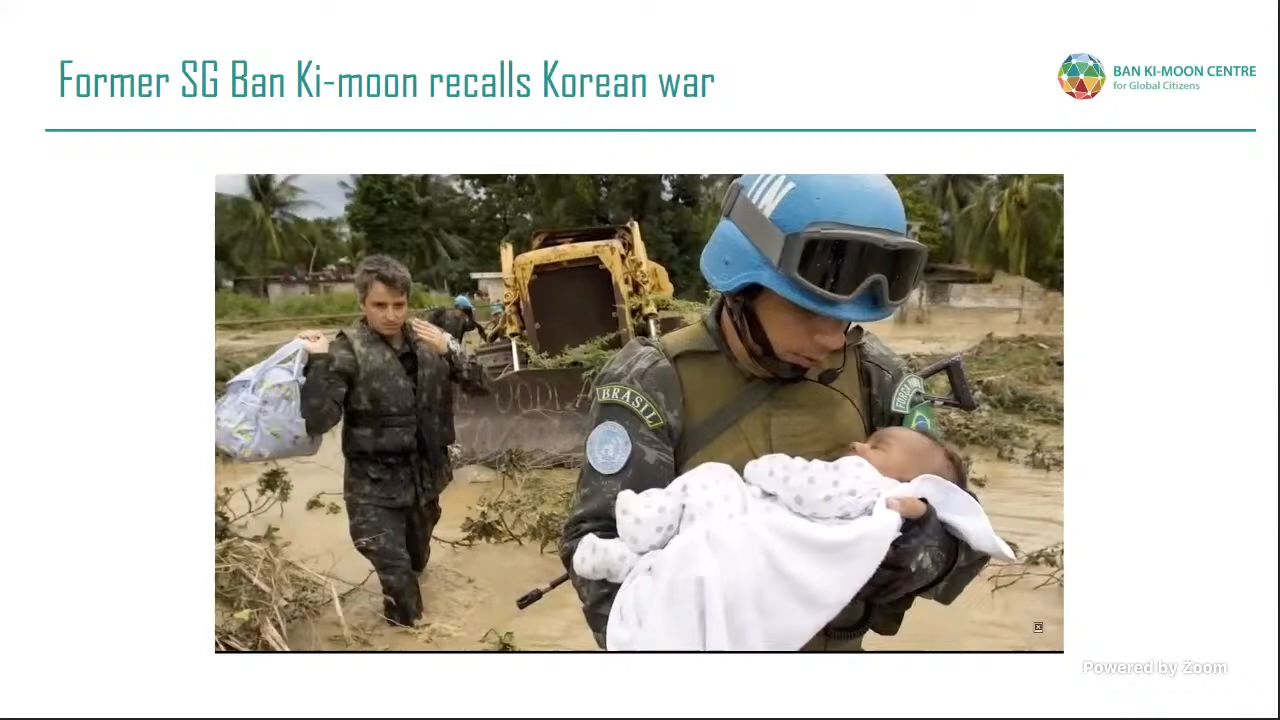 Former SG Ban Ki-moon recalls Korean war
BAN KI-MOON CENTRE
for Global Citizens
UN
BRASIL
Powered by Zoom